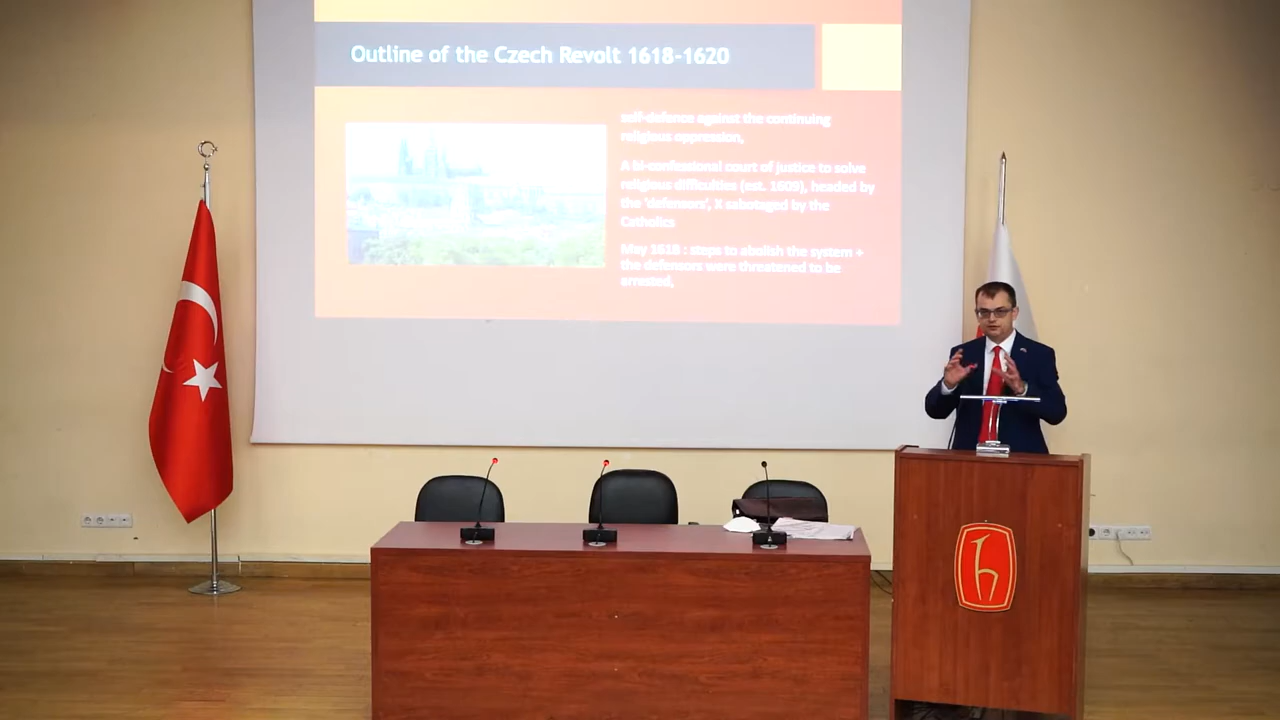 Outline of the Czech Revolt 1618-1620
self-defence against the continuing
religious oppression,
A bi-confessional court of justice to solve
religious difficulties (est. 1609), headed by
the 'defensors', X sabotaged by the
Catholics
May 1618 : steps to abolish the system +
the defensors were threatened to be
arrested,
h